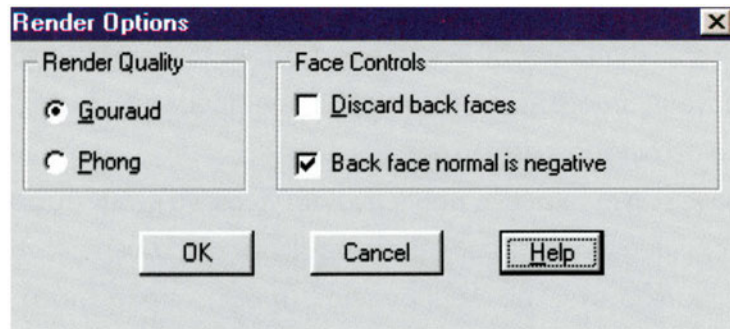 Render Options
Render Quality
Gouraud
Phong
Face Controls
Discard back faces
Back face normal is negative
OK
Cancel
Help